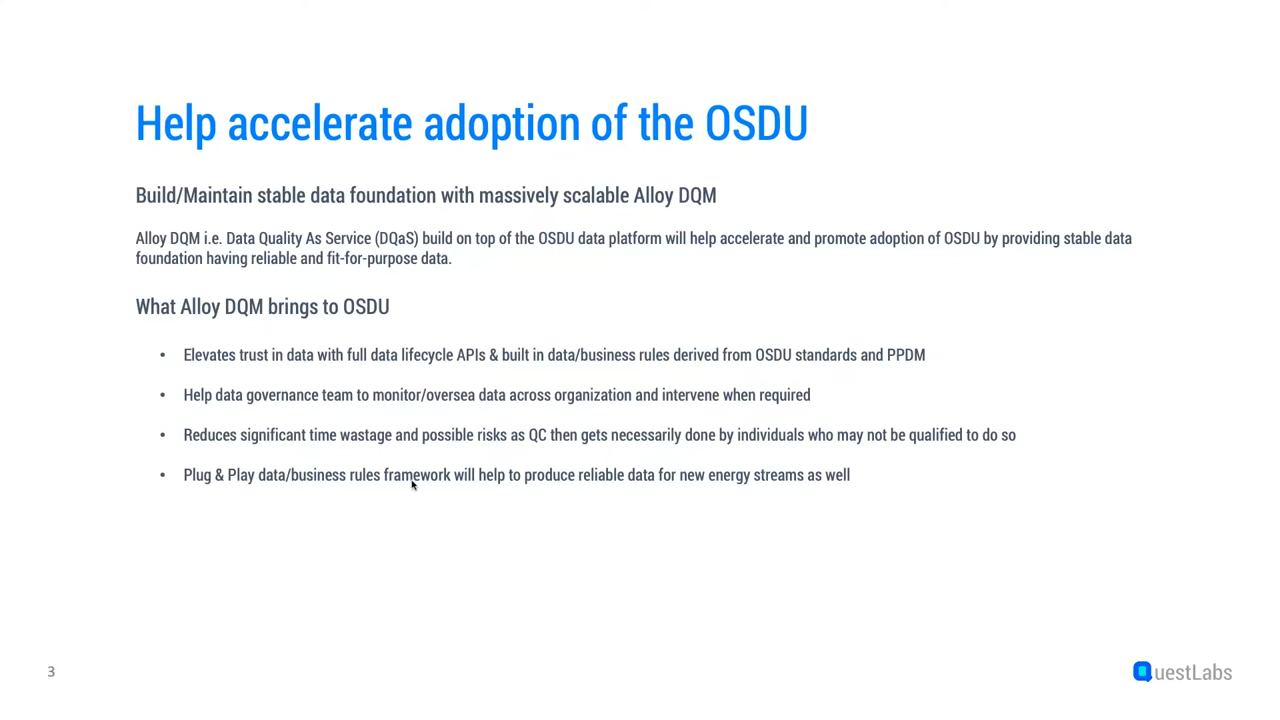 Help accelerate adoption of the OSDU
Build/Maintain stable data foundation with massively scalable Alloy DQM
Alloy DQM i.e. Data Quality As Service (DQaS) build on top of the OSDU data platform will help accelerate and promote adoption of OSDU by providing stable data
foundation having reliable and fit-for-purpose data.
What Alloy DQM brings to OSDU
• Elevates trust in data with full data lifecycle APIs & built in data/business rules derived from OSDU standards and PPDM
• Help data governance team to monitor/oversea data across organization and intervene when required
• Reduces significant time wastage and possible risks as QC then gets necessarily done by individuals who may not be qualified to do so
• Plug & Play data/business rules framework will help to produce reliable data for new energy streams as well
3
QuestLabs